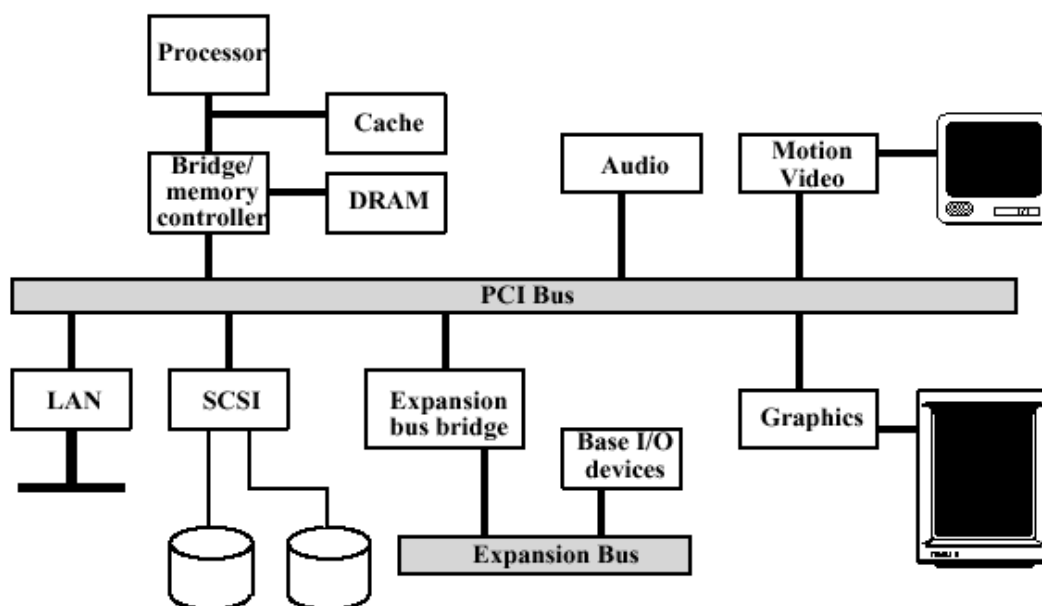 Processor
Cache
Bridge/
memory
controller
DRAM
Audio
Motion
Video
PCI Bus
LAN
SCSI
Expansion
bus bridge
Base I/O
devices
Graphics
Expansion Bus